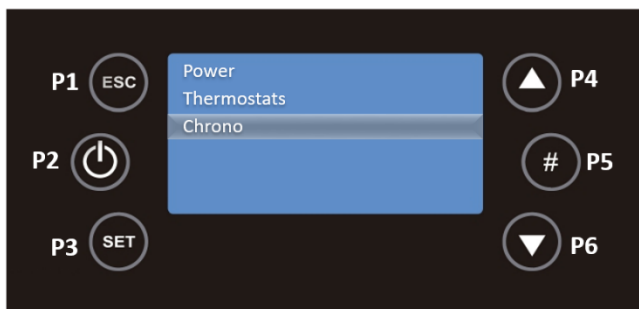 P1 ESC
P2
P3 SET
Power
Thermostats
Chrono
P4
# P5
P6